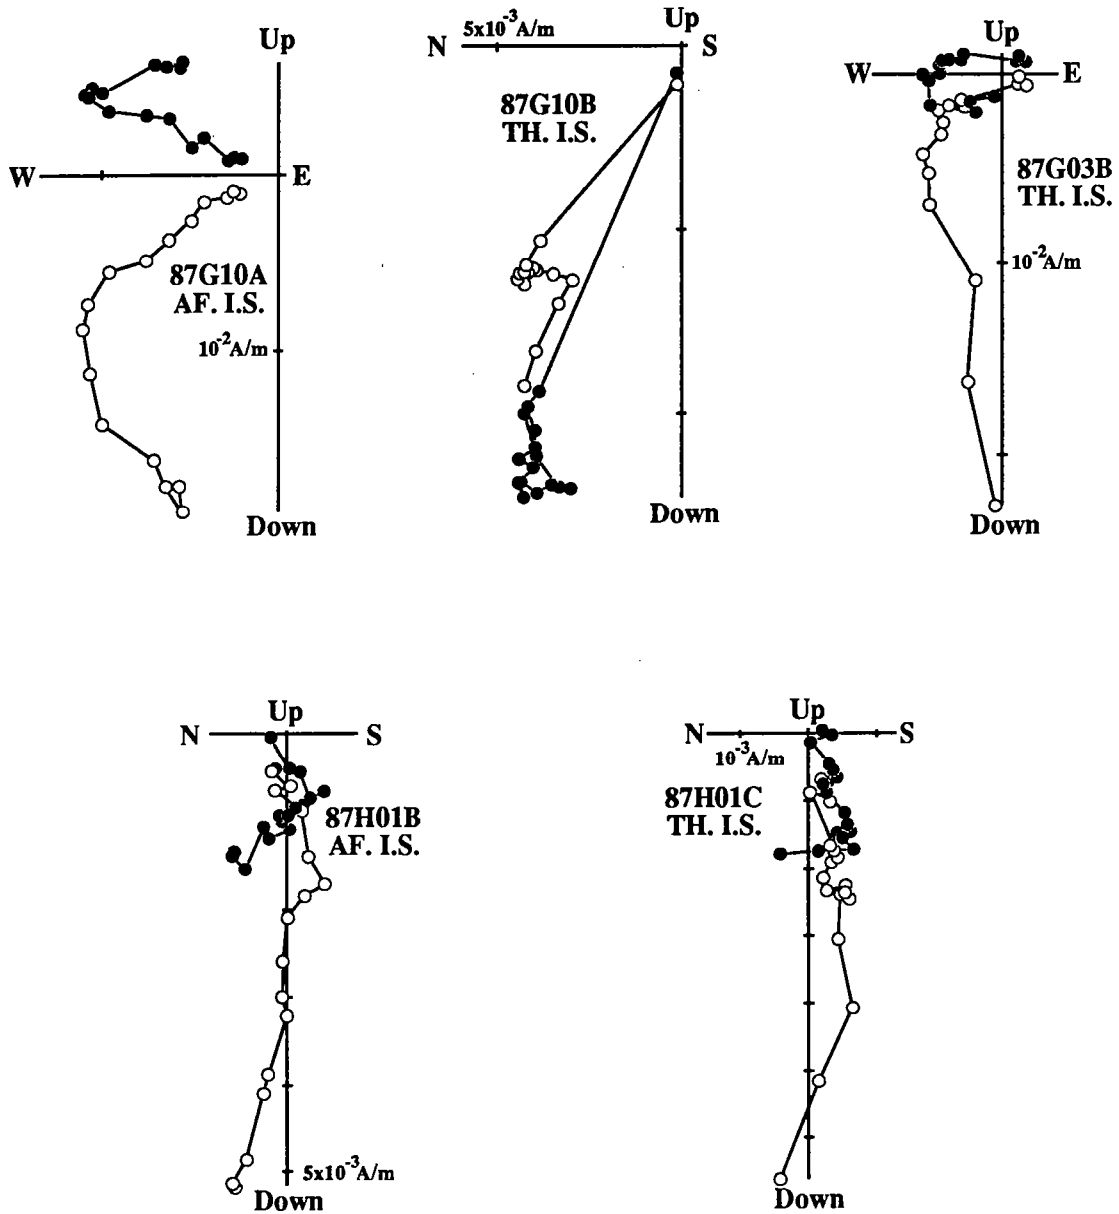 Up
W
E
87G10A
AF. I.S.
10⁻²A/m
Down
Up
N
5x10⁻³A/m
S
87G10B
TH. I.S.
Down
Up
W
E
87G03B
TH. I.S.
10⁻²A/m
Down
Up
N
S
87H01B
AF. I.S.
5x10⁻³A/m
Down
Up
N
10⁻³A/m
S
87H01C
TH. I.S.
Down